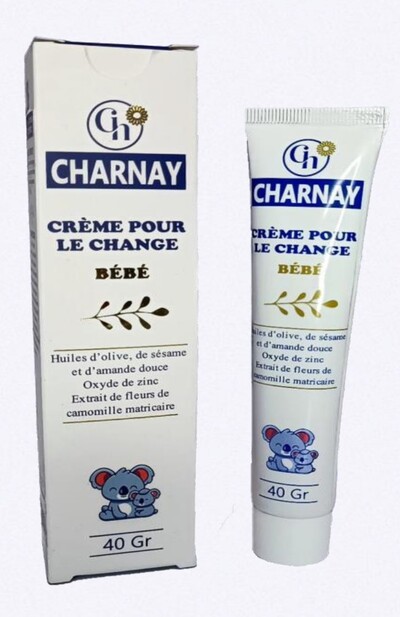 Ch
CHARNAY
CRÈME POUR
LE CHANGE
BÉBÉ
Huiles d'olive, de sésame
et d'amande douce
Oxyde de zinc
Extrait de fleurs de
camomille matricaire
40 Gr
Ch
CHARNAY
CRÈME POUR
LE CHANGE
BÉBÉ
Huiles d'olive, de sésame
et d'amande douce
Oxyde de zinc
Extrait de fleurs de
camomille matricaire
40 Gr